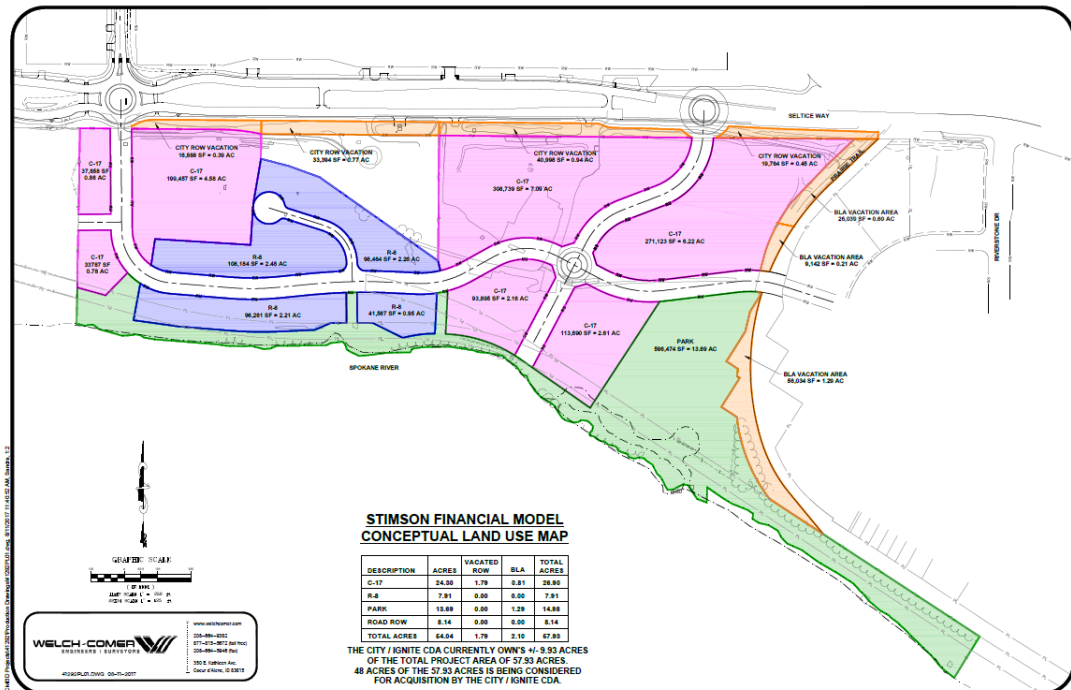 SELTICE WAY
CITY ROW VACATION
16,888 SF = 0.39 AC
CITY ROW VACATION
33,394 SF = 0.77 AC
CITY ROW VACATION
40,998 SF = 0.94 AC
CITY ROW VACATION
19,764 SF = 0.45 AC
C-17
37,656 SF
0.86 AC
C-17
199,457 SF = 4.58 AC
C-17
308,739 SF = 7.09 AC
PRAIRIE TRAIL
BLA VACATION AREA
26,039 SF = 0.60 AC
RIVERSTONE DR
C-17
271,123 SF = 6.22 AC
BLA VACATION AREA
9,142 SF = 0.21 AC
C-17
33787 SF
0.78 AC
R-8
108,184 SF = 2.48 AC
R-8
98,464 SF = 2.26 AC
C-17
93,898 SF = 2.16 AC
R-8
96,261 SF = 2.21 AC
R-8
41,567 SF = 0.95 AC
C-17
113,690 SF = 2.61 AC
PARK
596,474 SF = 13.69 AC
SPOKANE RIVER
BLA VACATION AREA
56,034 SF = 1.29 AC
STIMSON FINANCIAL MODEL
CONCEPTUAL LAND USE MAP
DESCRIPTION ACRES VACATED ROW BLA TOTAL ACRES
C-17 24.30 1.79 0.81 26.90
R-8 7.91 0.00 0.00 7.91
PARK 13.69 0.00 1.29 14.98
ROAD ROW 8.14 0.00 0.00 8.14
TOTAL ACRES 54.04 1.79 2.10 57.93
THE CITY / IGNITE CDA CURRENTLY OWN'S +/- 9.93 ACRES
OF THE TOTAL PROJECT AREA OF 57.93 ACRES.
48 ACRES OF THE 57.93 ACRES IS BEING CONSIDERED
FOR ACQUISITION BY THE CITY / IGNITE CDA.
GRAPHIC SCALE
WELCH-COMER
ENGINEERS | SURVEYORS
www.welchcomer.com
350 E. Kathleen Ave.
Coeur d'Alene, ID 83815